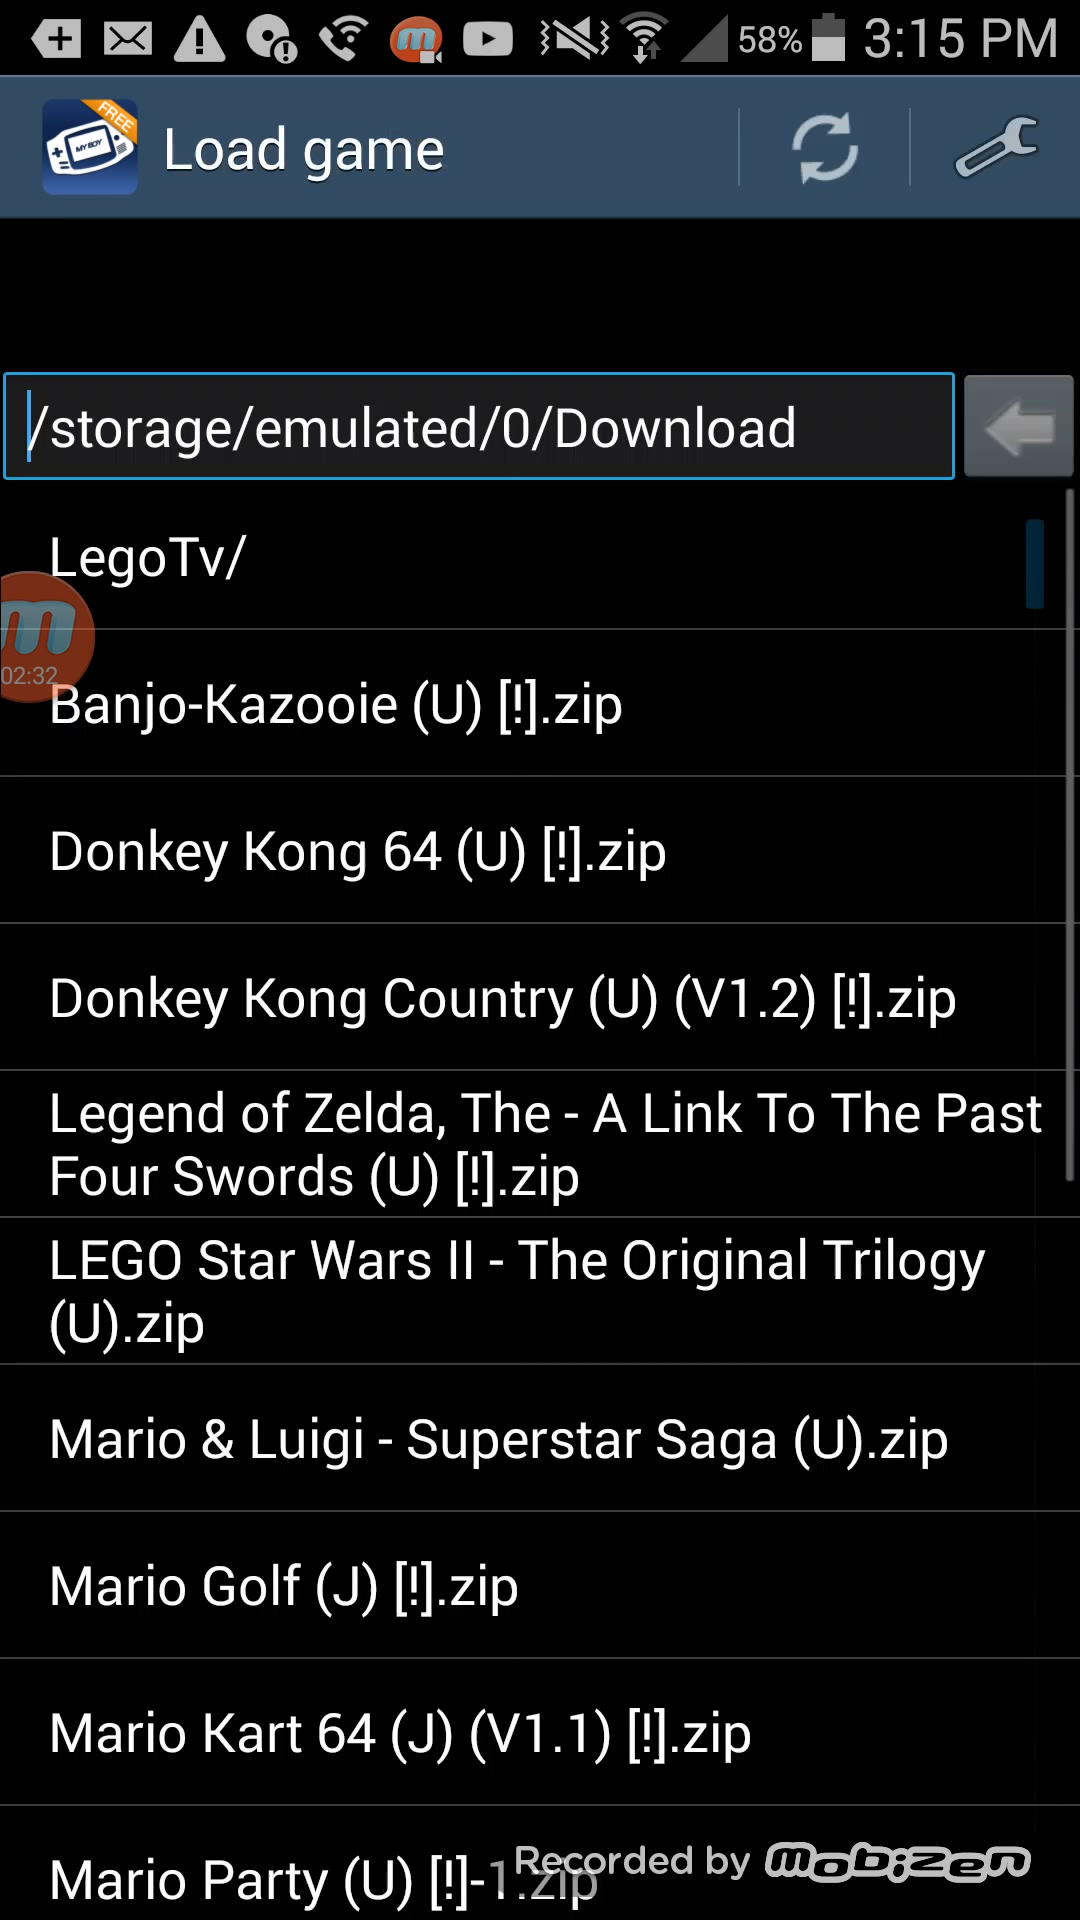 58% 3:15 PM
FREE
MY BOY
Load game
/storage/emulated/0/Download
LegoTv/
m
02:32
Banjo-Kazooie (U) [!].zip
Donkey Kong 64 (U) [!].zip
Donkey Kong Country (U) (V1.2) [!].zip
Legend of Zelda, The - A Link To The Past
Four Swords (U) [!].zip
LEGO Star Wars II - The Original Trilogy
(U).zip
Mario & Luigi - Superstar Saga (U).zip
Mario Golf (J) [!].zip
Mario Kart 64 (J) (V1.1) [!].zip
Mario Party (U) [!]-1.zip
Recorded by mobizen